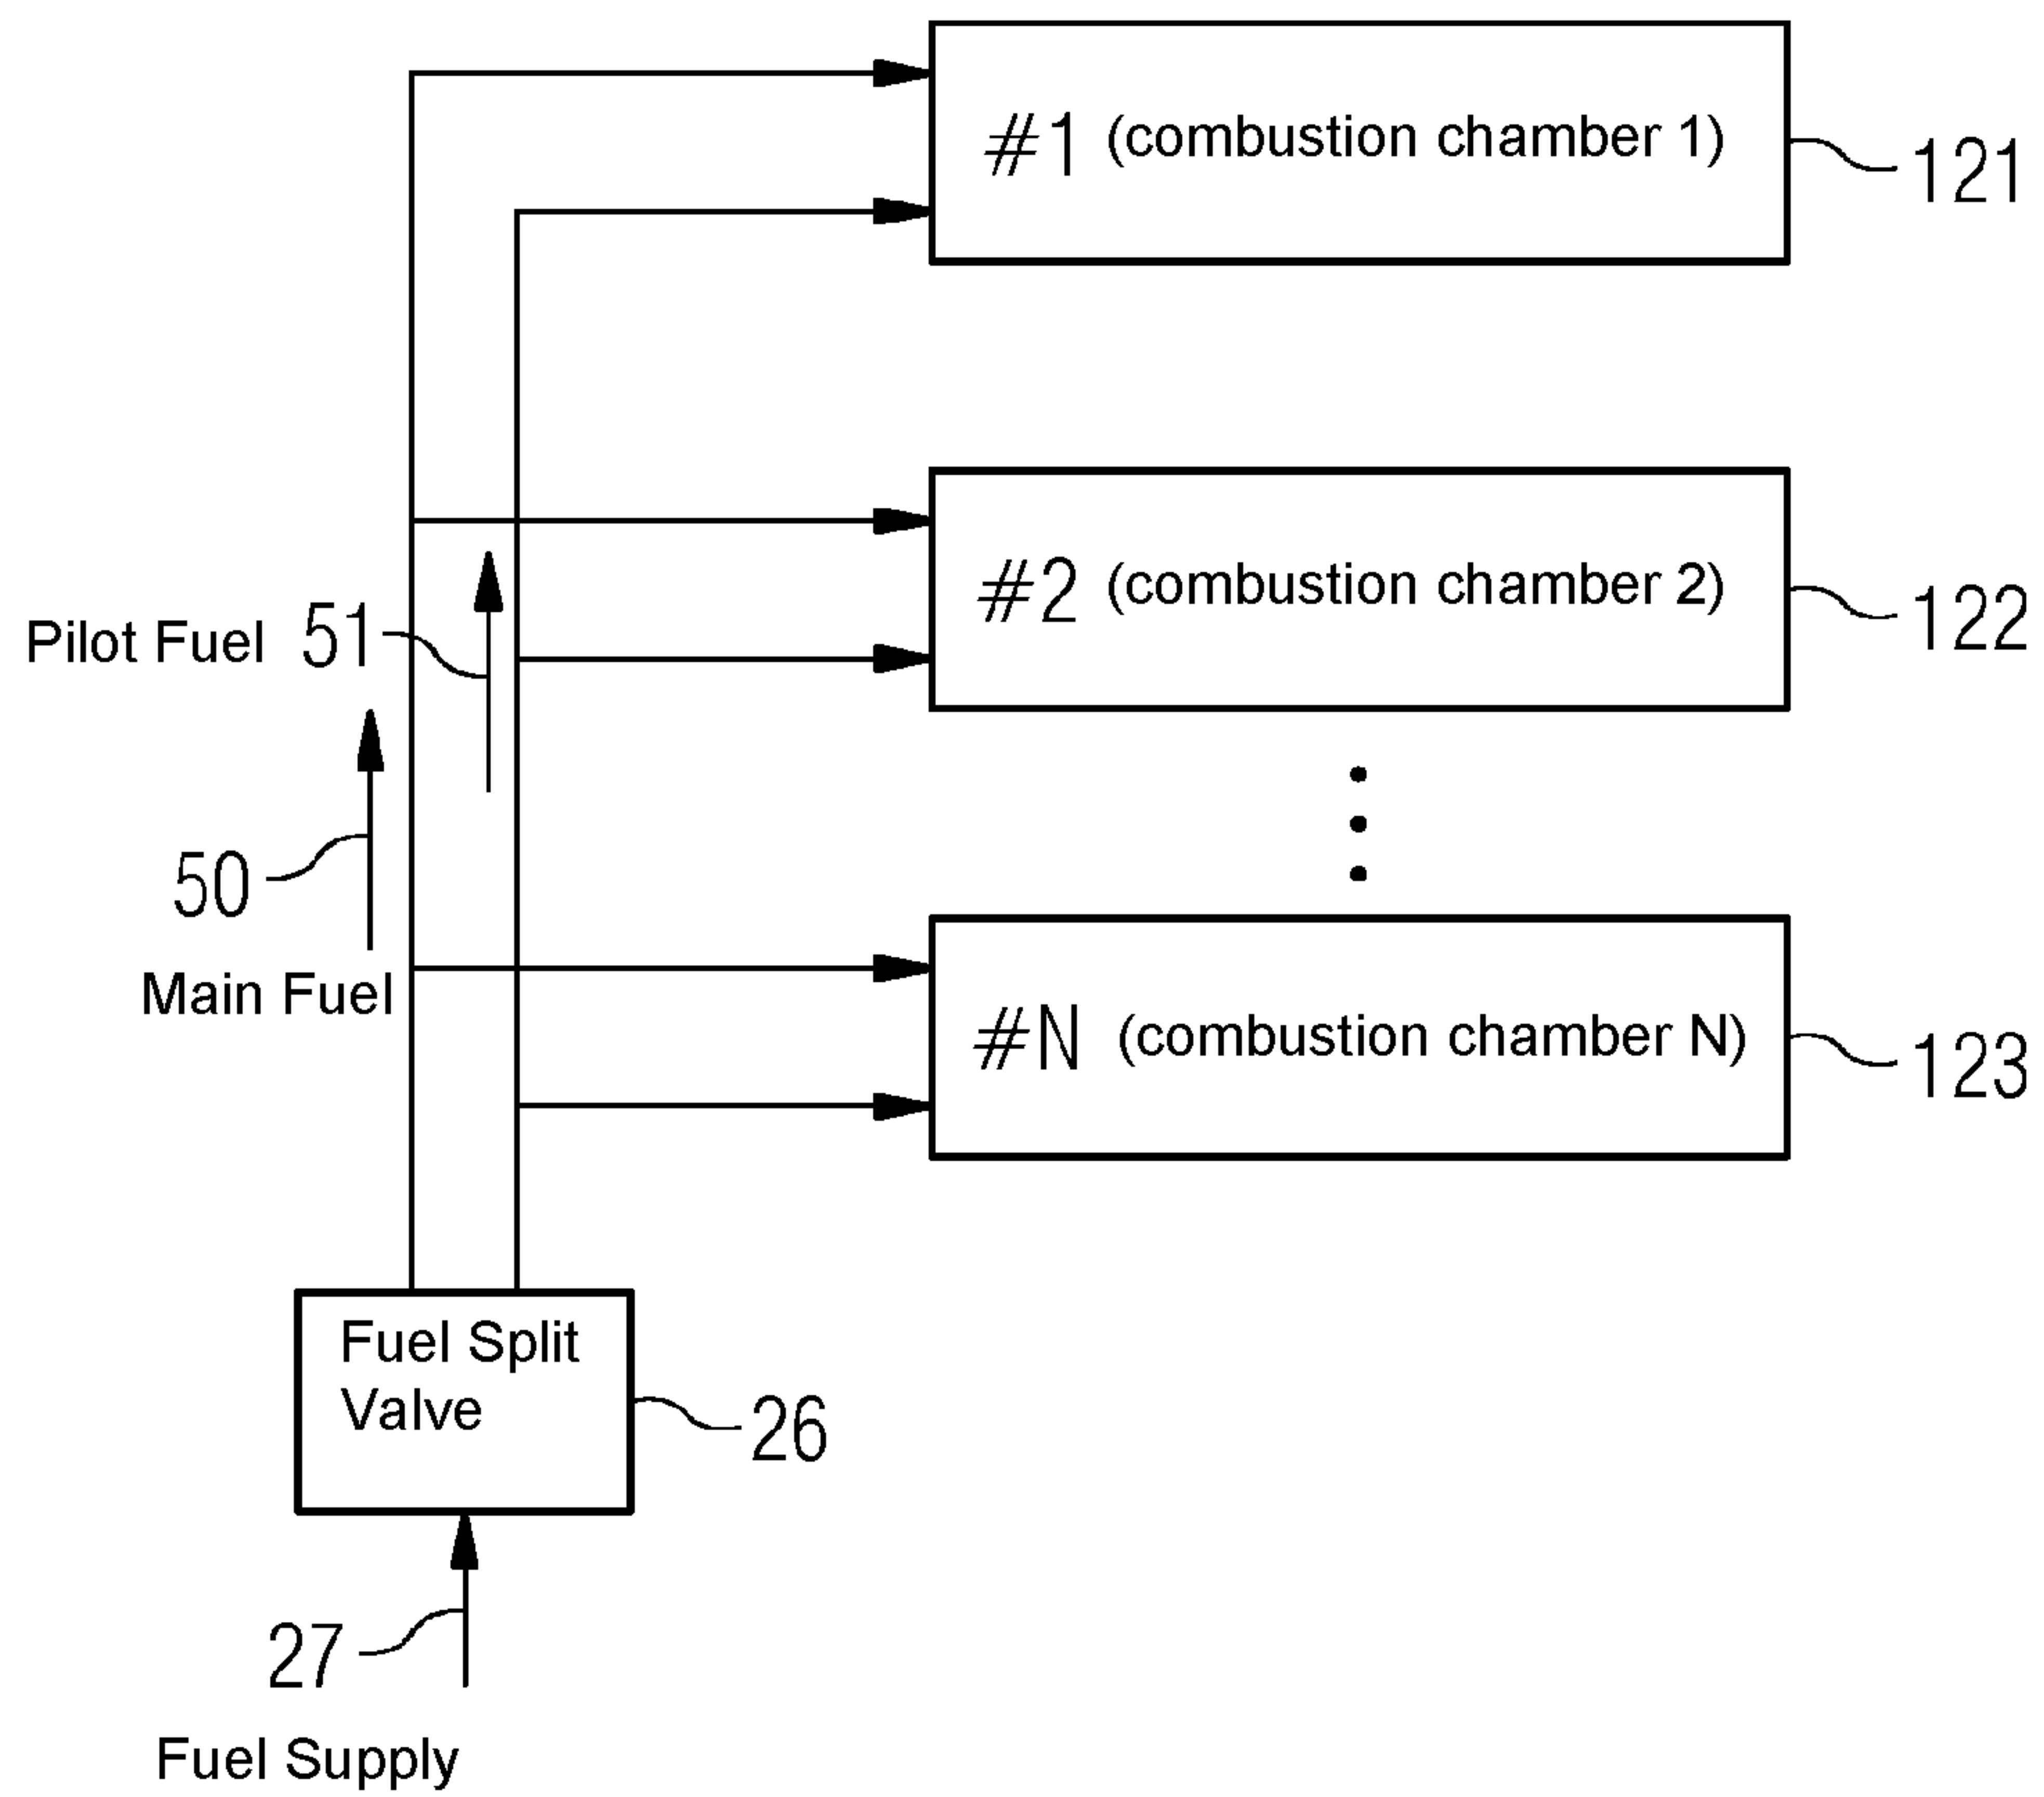 #1 (combustion chamber 1)
121
#2 (combustion chamber 2)
122
Pilot Fuel 51
50
Main Fuel
#N (combustion chamber N)
123
Fuel Split
Valve
26
27
Fuel Supply